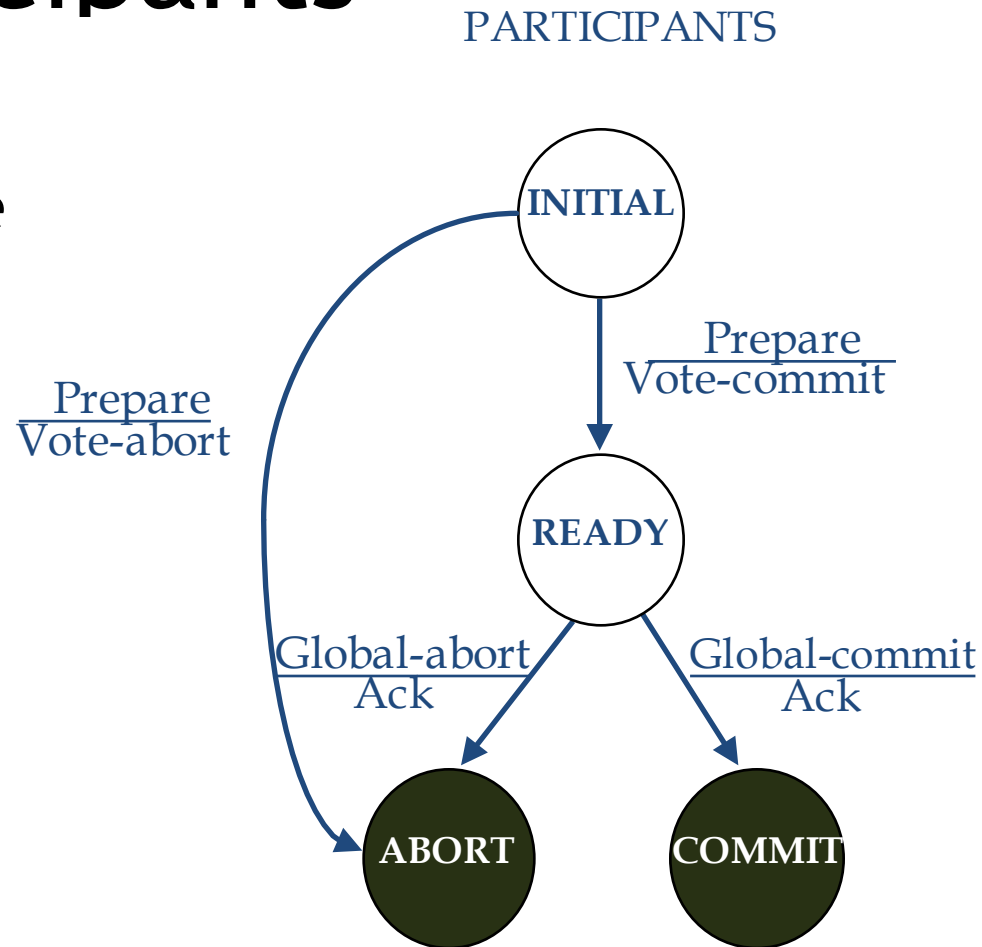 PARTICIPANTS
INITIAL
Prepare
Vote-commit
Prepare
Vote-abort
READY
Global-abort
Ack
Global-commit
Ack
ABORT
COMMIT